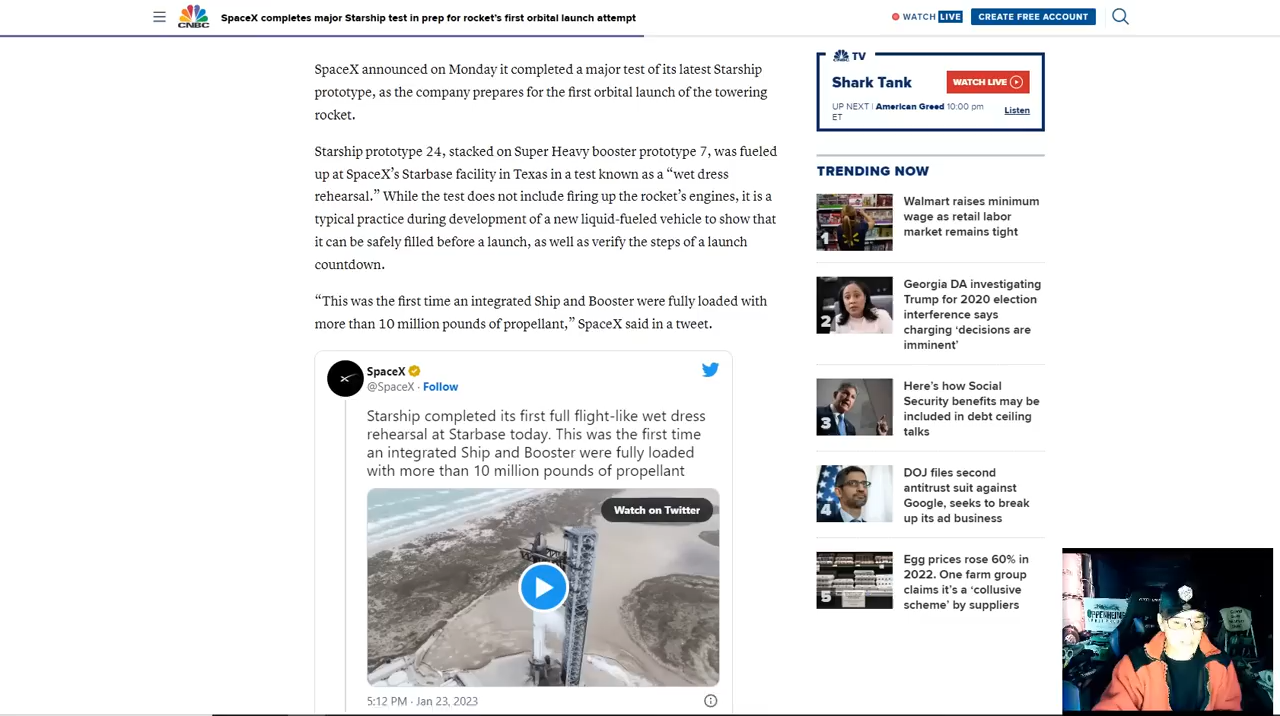 CNBC
SpaceX completes major Starship test in prep for rocket's first orbital launch attempt
WATCH LIVE
CREATE FREE ACCOUNT
SpaceX announced on Monday it completed a major test of its latest Starship
prototype, as the company prepares for the first orbital launch of the towering
rocket.
Starship prototype 24, stacked on Super Heavy booster prototype 7, was fueled
up at SpaceX's Starbase facility in Texas in a test known as a “wet dress
rehearsal.” While the test does not include firing up the rocket's engines, it is a
typical practice during development of a new liquid-fueled vehicle to show that
it can be safely filled before a launch, as well as verify the steps of a launch
countdown.
“This was the first time an integrated Ship and Booster were fully loaded with
more than 10 million pounds of propellant,” SpaceX said in a tweet.
SpaceX
@SpaceX · Follow
Starship completed its first full flight-like wet dress
rehearsal at Starbase today. This was the first time
an integrated Ship and Booster were fully loaded
with more than 10 million pounds of propellant
Watch on Twitter
5:12 PM · Jan 23, 2023
TV
Shark Tank
WATCH LIVE
UP NEXT | American Greed 10:00 pm
ET
Listen
TRENDING NOW
1
Walmart raises minimum
wage as retail labor
market remains tight
2
Georgia DA investigating
Trump for 2020 election
interference says
charging ‘decisions are
imminent’
3
Here's how Social
Security benefits may be
included in debt ceiling
talks
4
DOJ files second
antitrust suit against
Google, seeks to break
up its ad business
5
Egg prices rose 60% in
2022. One farm group
claims it's a ‘collusive
scheme’ by suppliers